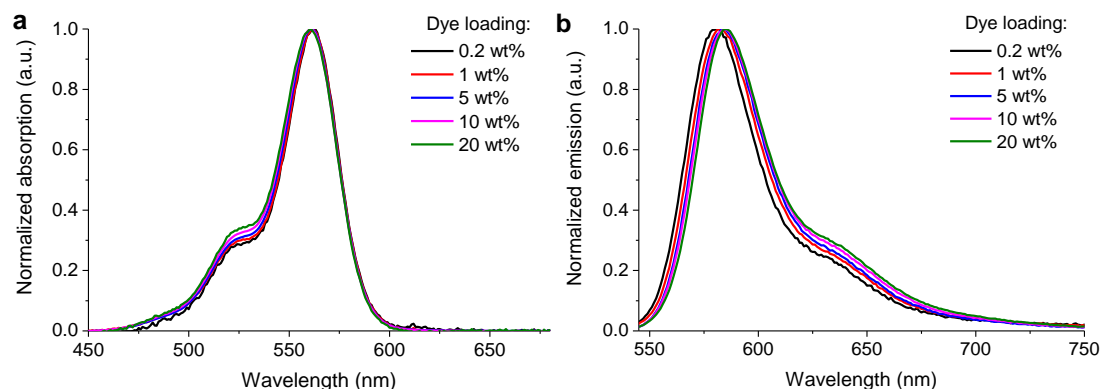 a
Dye loading:
0.2 wt%
1 wt%
5 wt%
10 wt%
20 wt%
Normalized absorption (a.u.)
1.0
0.8
0.6
0.4
0.2
0.0
450 500 550 600 650
Wavelength (nm)
b
Dye loading:
0.2 wt%
1 wt%
5 wt%
10 wt%
20 wt%
Normalized emission (a.u.)
1.0
0.8
0.6
0.4
0.2
0.0
550 600 650 700 750
Wavelength (nm)